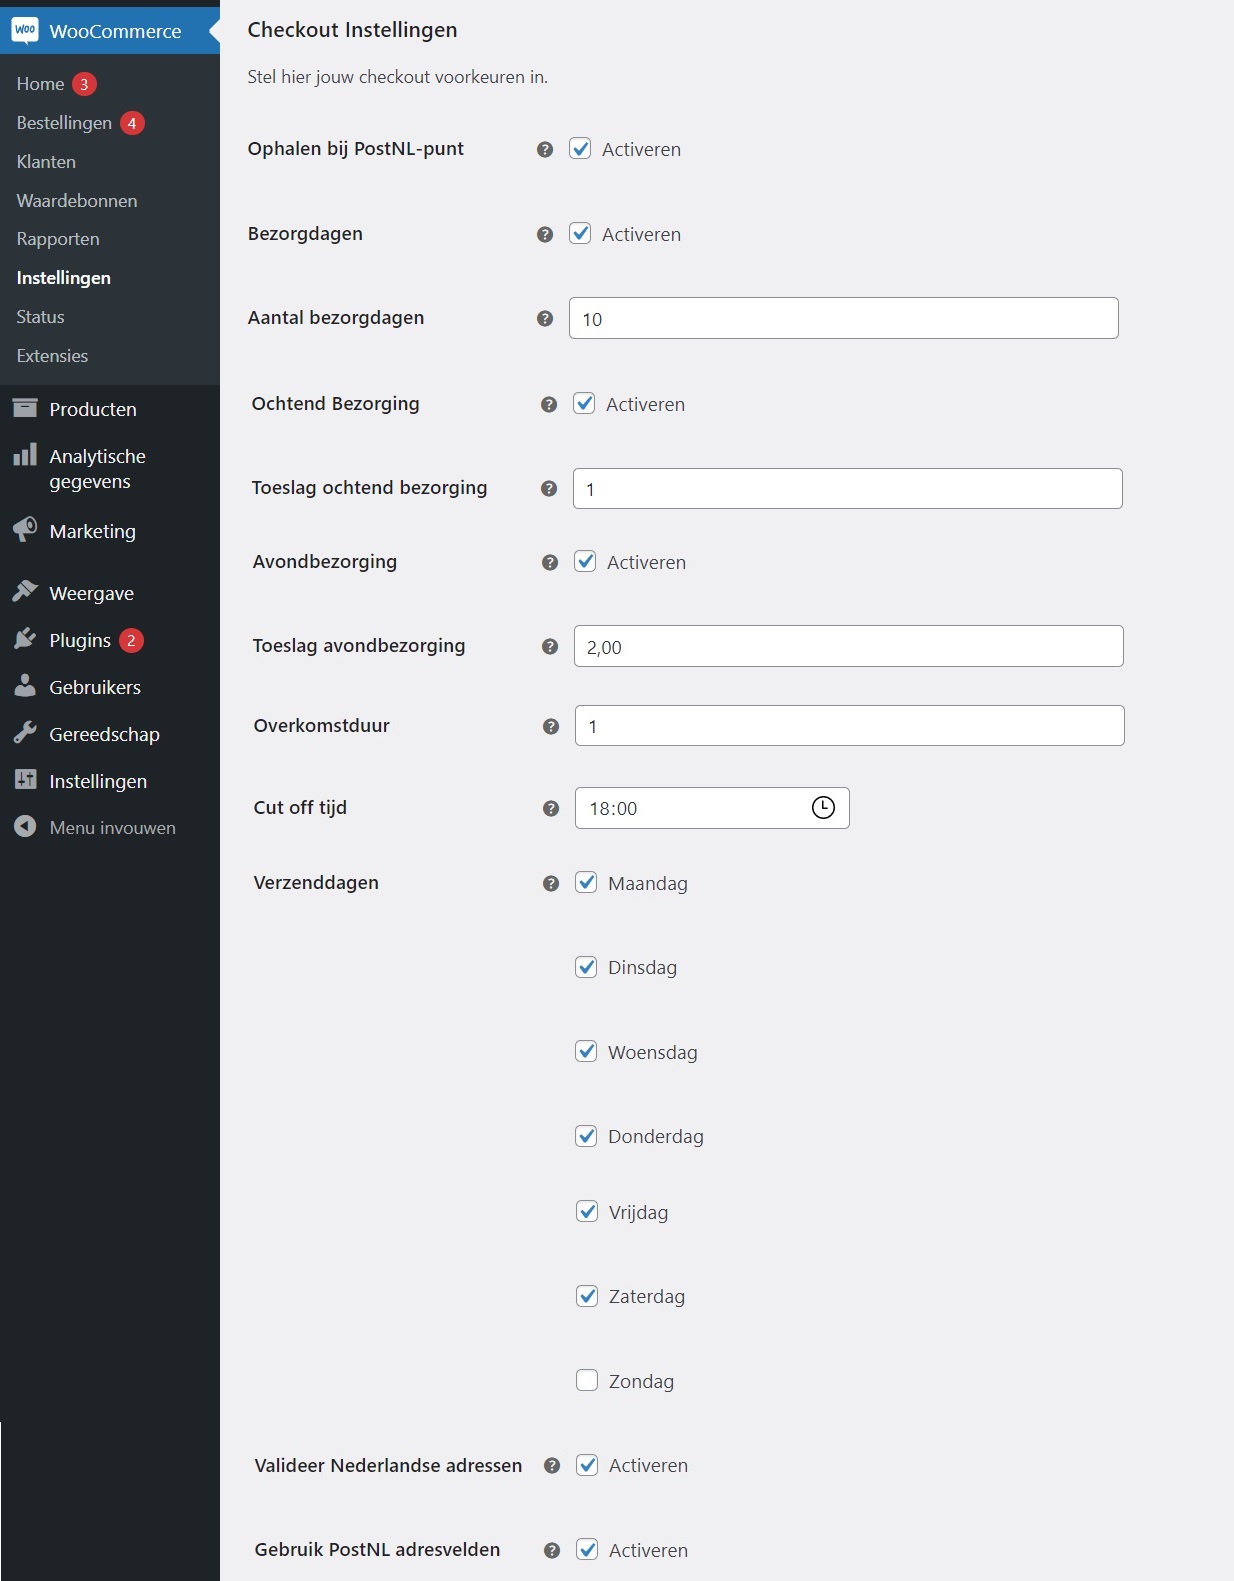 WOO WooCommerce
Home 3
Bestellingen 4
Klanten
Waardebonnen
Rapporten
Instellingen
Status
Extensies
Producten
Analytische
gegevens
Marketing
Weergave
Plugins 2
Gebruikers
Gereedschap
Instellingen
Menu invouwen
Checkout Instellingen
Stel hier jouw checkout voorkeuren in.
Ophalen bij PostNL-punt ? Activeren
Bezorgdagen ? Activeren
Aantal bezorgdagen ? 10
Ochtend Bezorging ? Activeren
Toeslag ochtend bezorging ? 1
Avondbezorging ? Activeren
Toeslag avondbezorging ? 2,00
Overkomstduur ? 1
Cut off tijd ? 18:00
Verzenddagen ? Maandag
Dinsdag
Woensdag
Donderdag
Vrijdag
Zaterdag
Zondag
Valideer Nederlandse adressen ? Activeren
Gebruik PostNL adresvelden ? Activeren